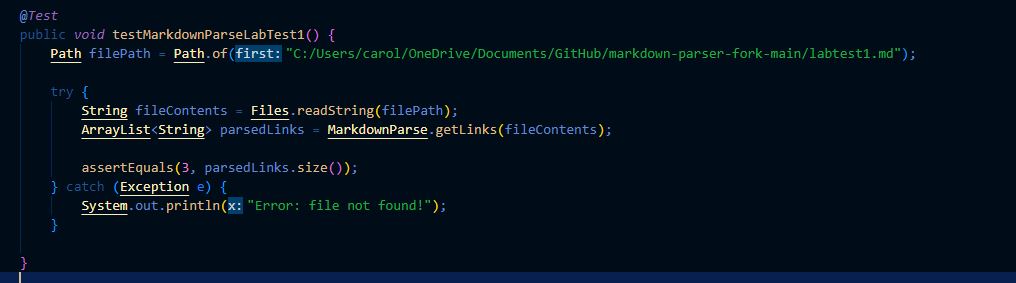 @Test
public void testMarkdownParseLabTest1() {
    Path filePath = Path.of(first: "C:/Users/carol/OneDrive/Documents/GitHub/markdown-parser-fork-main/labtest1.md");

    try {
        String fileContents = Files.readString(filePath);
        ArrayList<String> parsedLinks = MarkdownParse.getLinks(fileContents);

        assertEquals(3, parsedLinks.size());
    } catch (Exception e) {
        System.out.println(x: "Error: file not found!");
    }

}